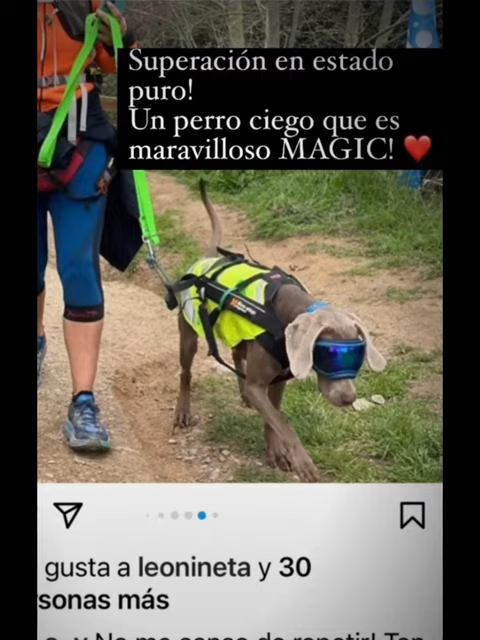 Superación en estado
puro!
Un perro ciego que es
maravilloso MAGIC! ❤️
gusta a leonineta y 30
sonas más